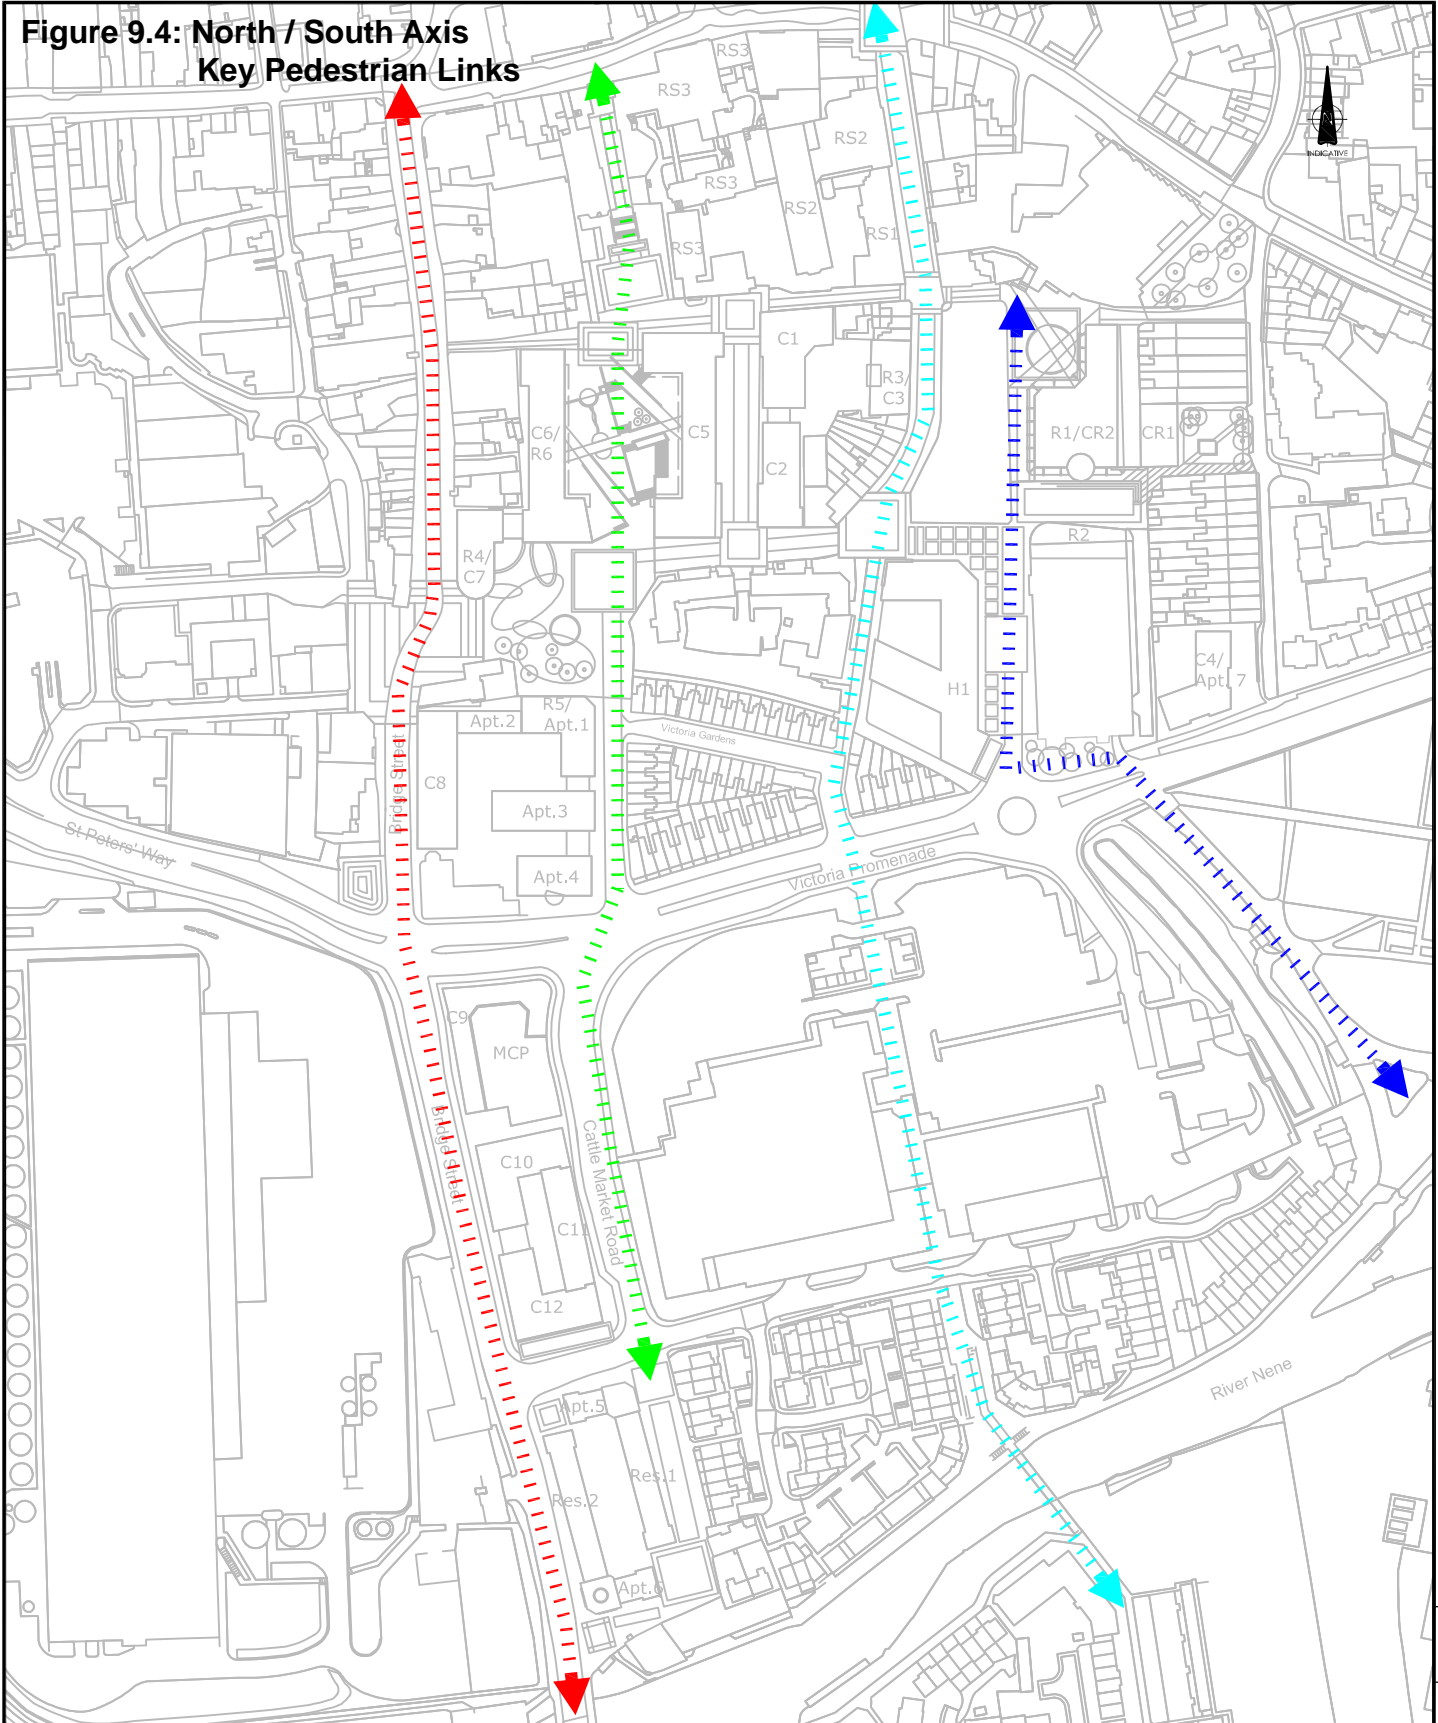 Figure 9.4: North / South Axis
Key Pedestrian Links
RS3
RS3
RS2
RS3
RS2
RS3
RS1
N
INDICATIVE
C1
R3/
C3
C6/
R6
C5
C2
R1/CR2
CR1
R4/
C7
R2
C4/
Apt. 7
H1
R5/
Apt.1
Apt.2
Victoria Gardens
Bridge Street
C8
Apt.3
St Peters' Way
Apt.4
Victoria Promenade
C9
MCP
Bridge Street
C10
Cattle Market Road
C11
C12
River Nene
Apt.5
Res.1
Res.2
Apt.6